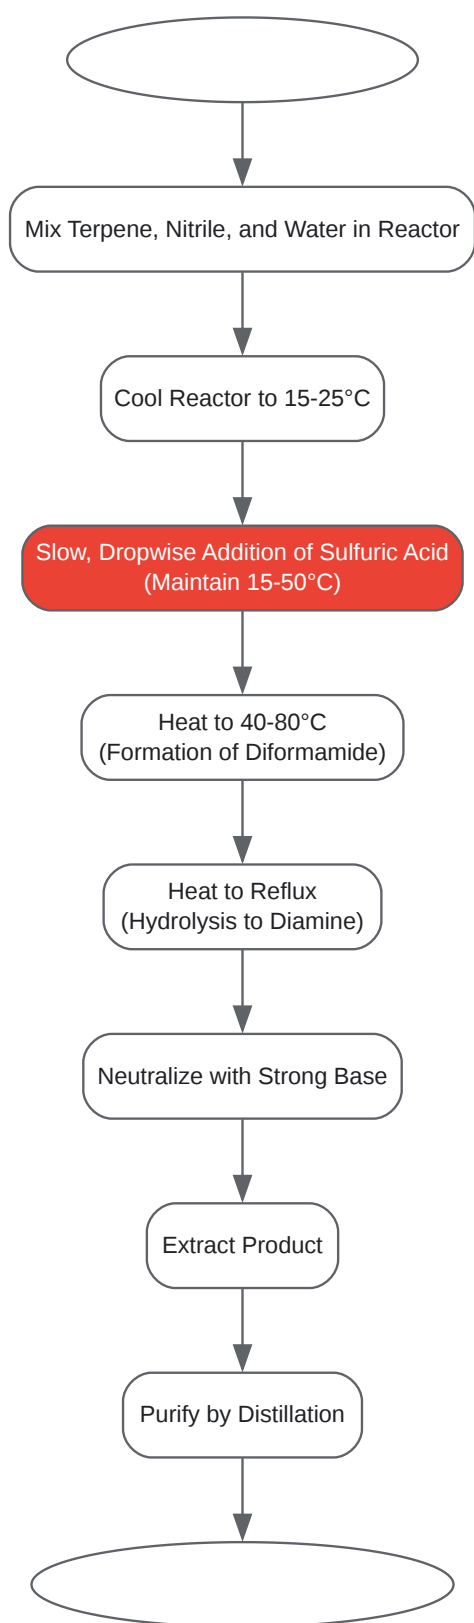 Mix Terpene, Nitrile, and Water in Reactor
Cool Reactor to 15-25°C
Slow, Dropwise Addition of Sulfuric Acid
(Maintain 15-50°C)
Heat to 40-80°C
(Formation of Diformamide)
Heat to Reflux
(Hydrolysis to Diamine)
Neutralize with Strong Base
Extract Product
Purify by Distillation